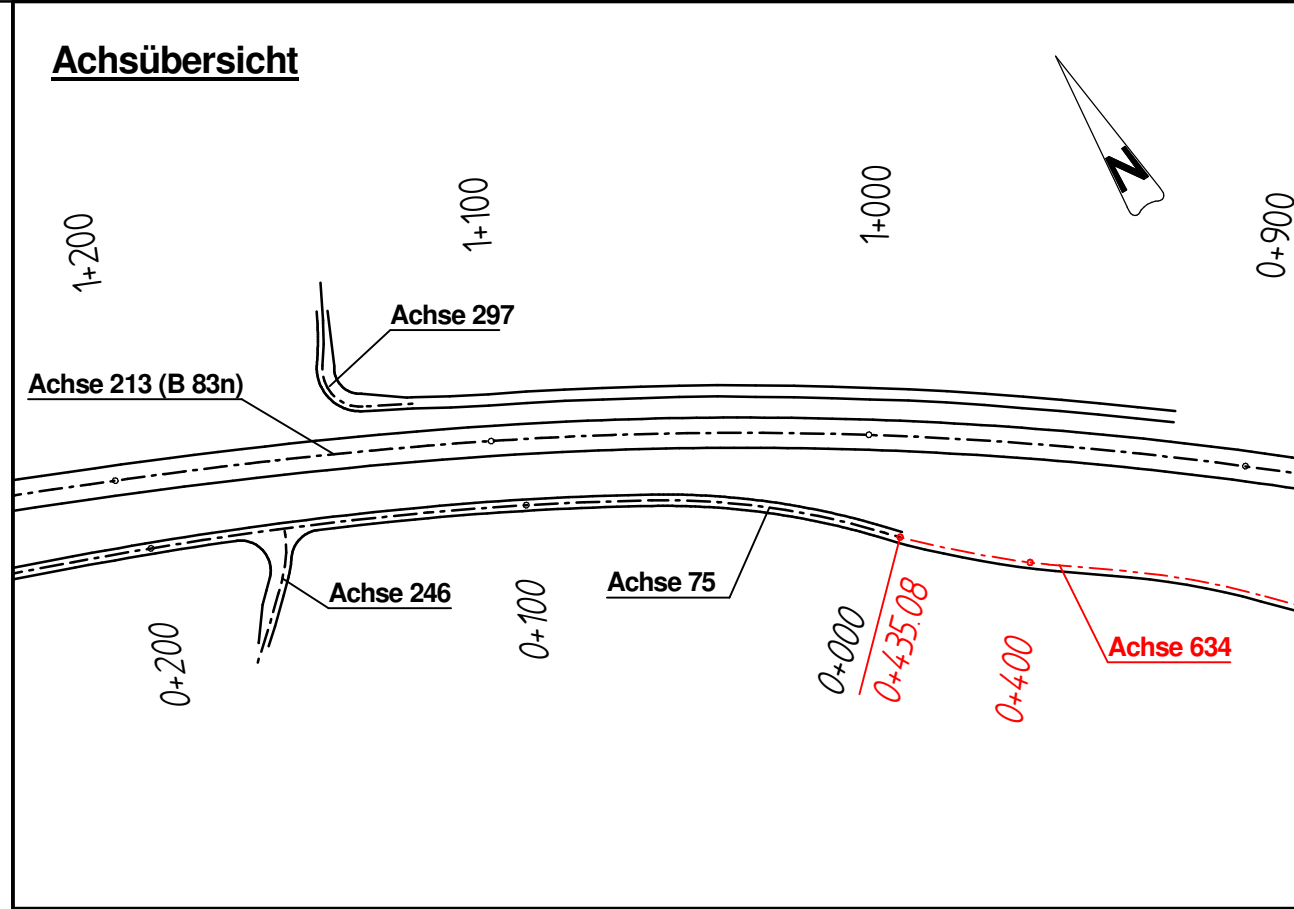 Achsübersicht
N
1+200
1+100
1+000
0+900
Achse 297
Achse 213 (B 83n)
Achse 246
Achse 75
Achse 634
0+200
0+100
0+000
0+435.08
0+400